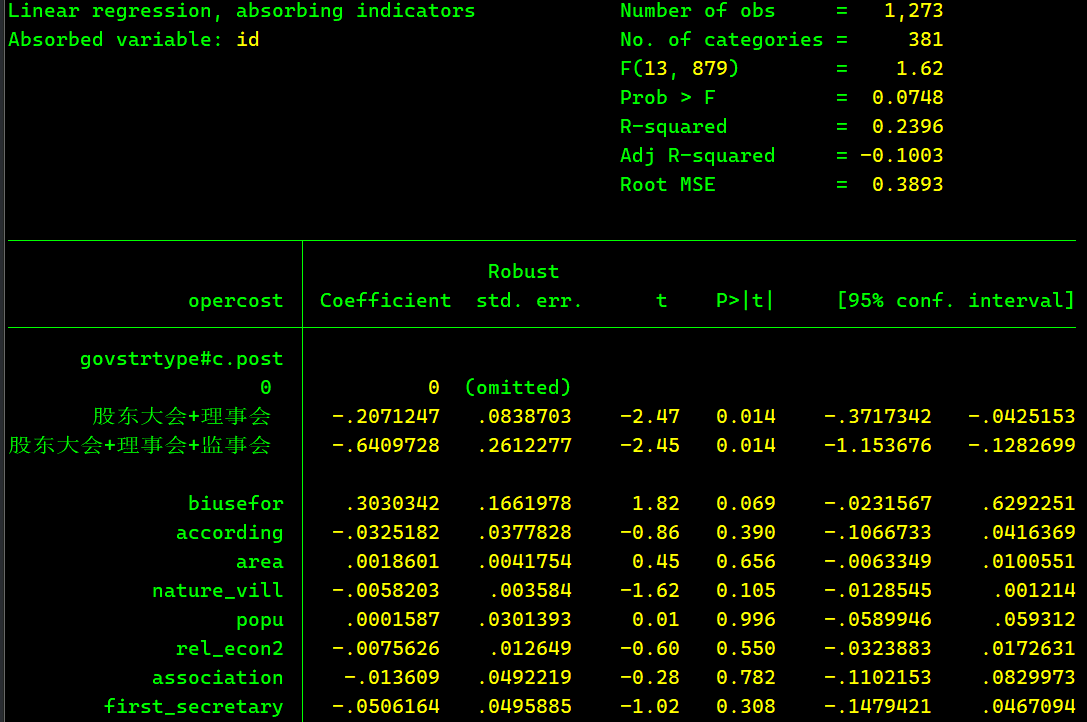 Linear regression, absorbing indicators Number of obs = 1,273
Absorbed variable: id No. of categories = 381
F(13, 879) = 1.62
Prob > F = 0.0748
R-squared = 0.2396
Adj R-squared = -0.1003
Root MSE = 0.3893
Robust
opercost Coefficient std. err. t P>|t| [95% conf. interval]
govstrtype#c.post
0 0 (omitted)
股东大会+理事会 -.2071247 .0838703 -2.47 0.014 -.3717342 -.0425153
股东大会+理事会+监事会 -.6409728 .2612277 -2.45 0.014 -1.153676 -.1282699
biusefor .3030342 .1661978 1.82 0.069 -.0231567 .6292251
according -.0325182 .0377828 -0.86 0.390 -.1066733 .0416369
area .0018601 .0041754 0.45 0.656 -.0063349 .0100551
nature_vill -.0058203 .003584 -1.62 0.105 -.0128545 .001214
popu .0001587 .0301393 0.01 0.996 -.0589946 .059312
rel_econ2 -.0075626 .012649 -0.60 0.550 -.0323883 .0172631
association -.013609 .0492219 -0.28 0.782 -.1102153 .0829973
first_secretary -.0506164 .0495885 -1.02 0.308 -.1479421 .0467094